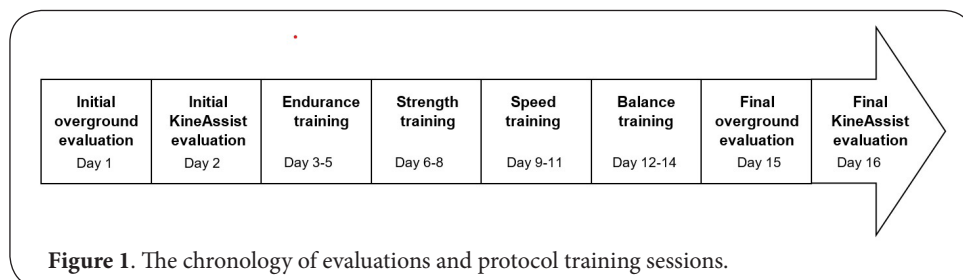 Initial overground evaluation
Day 1
Initial KineAssist evaluation
Day 2
Endurance training
Day 3-5
Strength training
Day 6-8
Speed training
Day 9-11
Balance training
Day 12-14
Final overground evaluation
Day 15
Final KineAssist evaluation
Day 16
Figure 1. The chronology of evaluations and protocol training sessions.